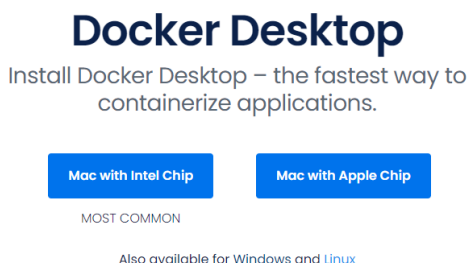 Docker Desktop
Install Docker Desktop – the fastest way to
containerize applications.
Mac with Intel Chip
Mac with Apple Chip
MOST COMMON
Also available for Windows and Linux